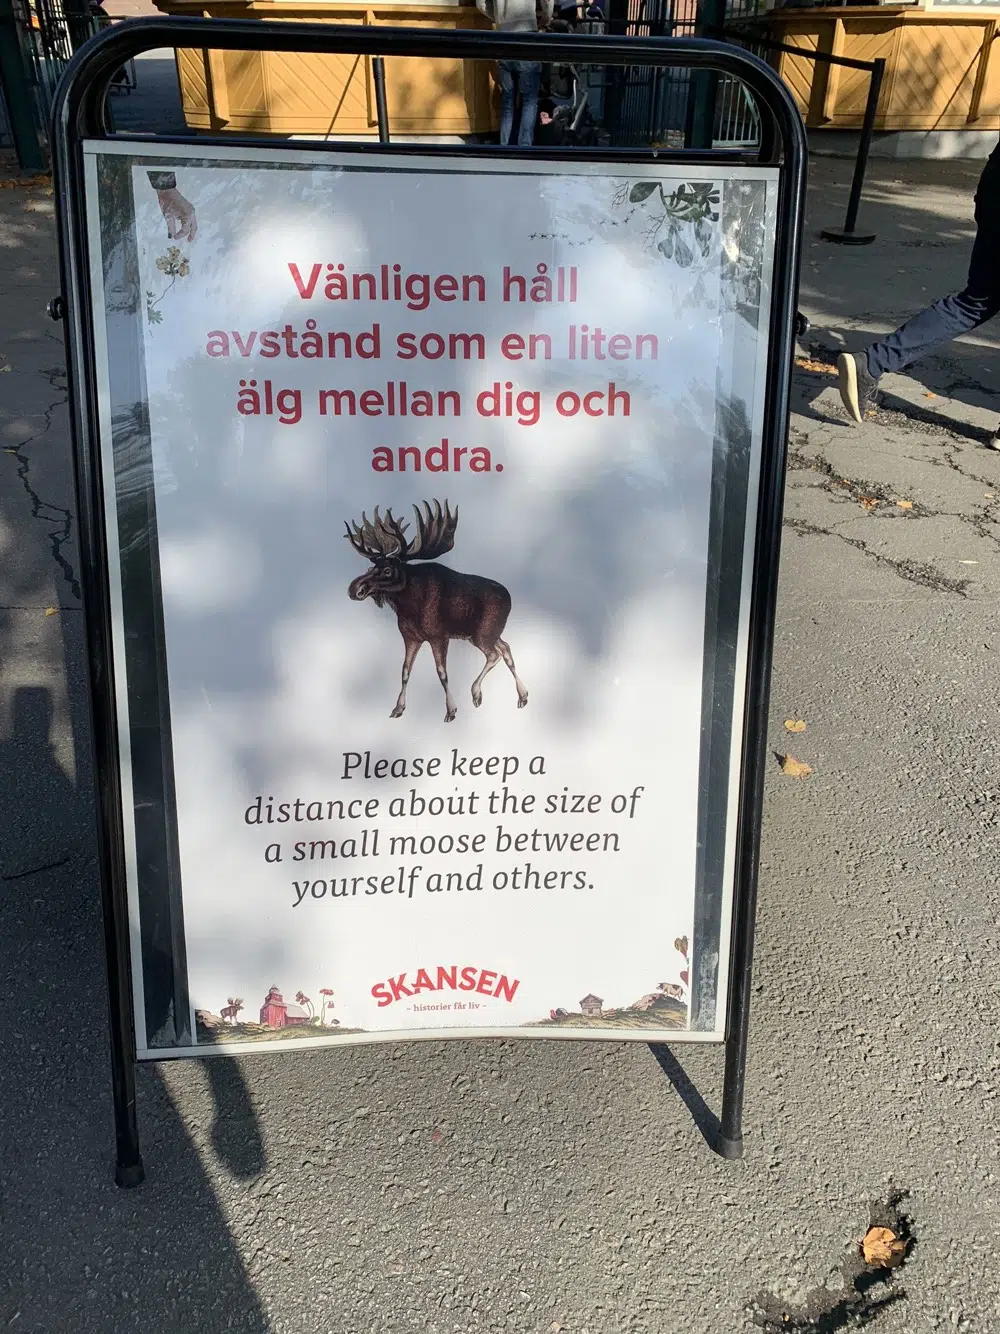 Vänligen håll
avstånd som en liten
älg mellan dig och
andra.
Please keep a
distance about the size of
a small moose between
yourself and others.
SKANSEN
- historier får liv -